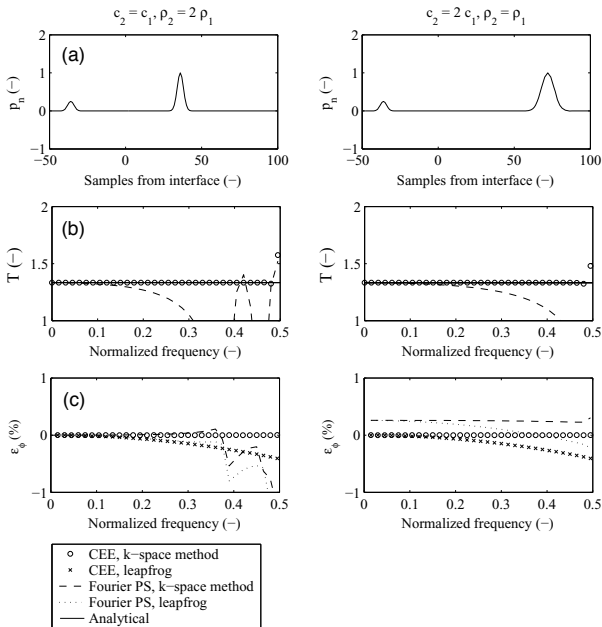 c₂ = c₁, ρ₂ = 2 ρ₁
c₂ = 2 c₁, ρ₂ = ρ₁
(a)
pₙ (−)
2
1
0
−1
−50
0
50
100
Samples from interface (−)
pₙ (−)
2
1
0
−1
−50
0
50
100
Samples from interface (−)
(b)
T (−)
2
1.5
1
0
0.1
0.2
0.3
0.4
0.5
Normalized frequency (−)
T (−)
2
1.5
1
0
0.1
0.2
0.3
0.4
0.5
Normalized frequency (−)
(c)
ε_ϕ (%)
1
0
−1
0
0.1
0.2
0.3
0.4
0.5
Normalized frequency (−)
ε_ϕ (%)
1
0
−1
0
0.1
0.2
0.3
0.4
0.5
Normalized frequency (−)
CEE, k−space method
CEE, leapfrog
Fourier PS, k−space method
Fourier PS, leapfrog
Analytical